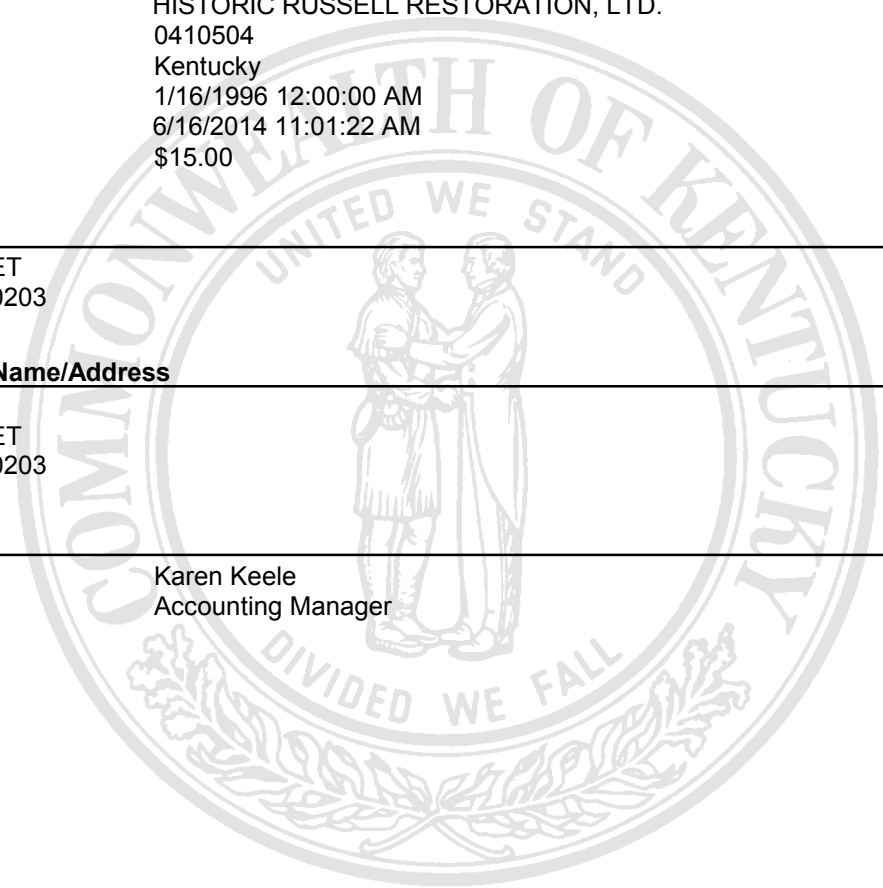 HISTORIC RUSSELL RESTORATION, LTD.
0410504
Kentucky
1/16/1996 12:00:00 AM
6/16/2014 11:01:22 AM
$15.00
COMMONWEALTH OF KENTUCKY
UNITED WE STAND
ET
0203
Name/Address
ET
0203
Karen Keele
Accounting Manager
DIVIDED WE FALL